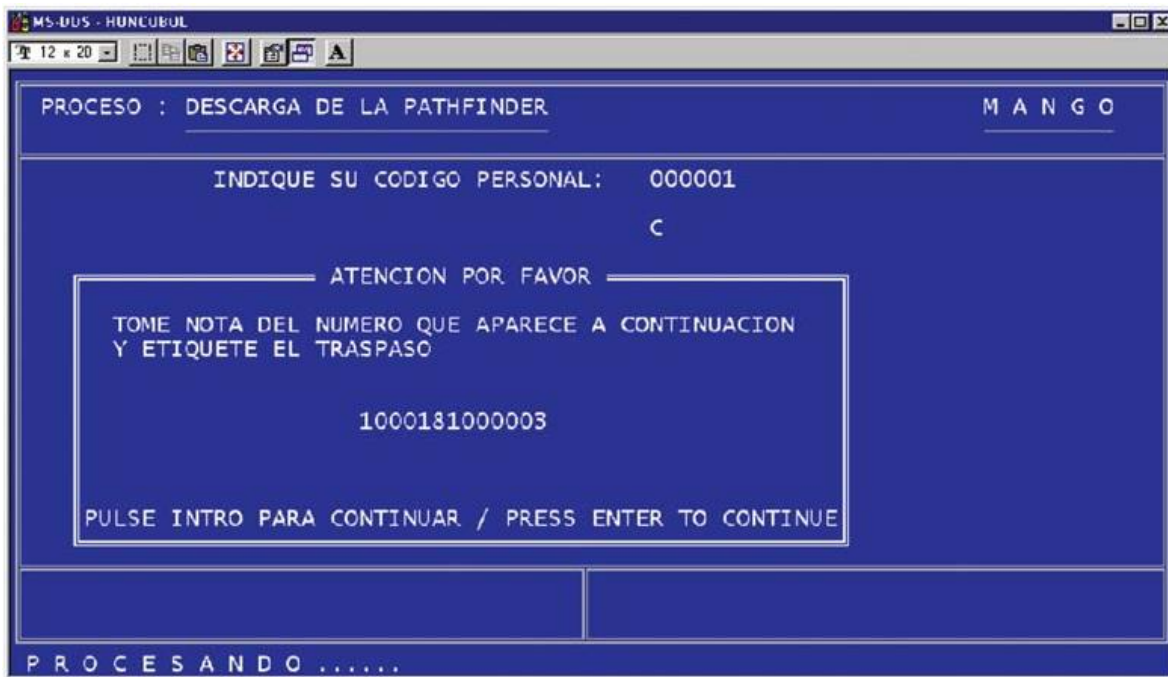 MS-DOS - HUNCUBUL
12 x 20 A
PROCESO : DESCARGA DE LA PATHFINDER M A N G O
INDIQUE SU CODIGO PERSONAL: 000001
C
ATENCION POR FAVOR
TOME NOTA DEL NUMERO QUE APARECE A CONTINUACION
Y ETIQUETE EL TRASPASO
1000181000003
PULSE INTRO PARA CONTINUAR / PRESS ENTER TO CONTINUE
P R O C E S A N D O ......